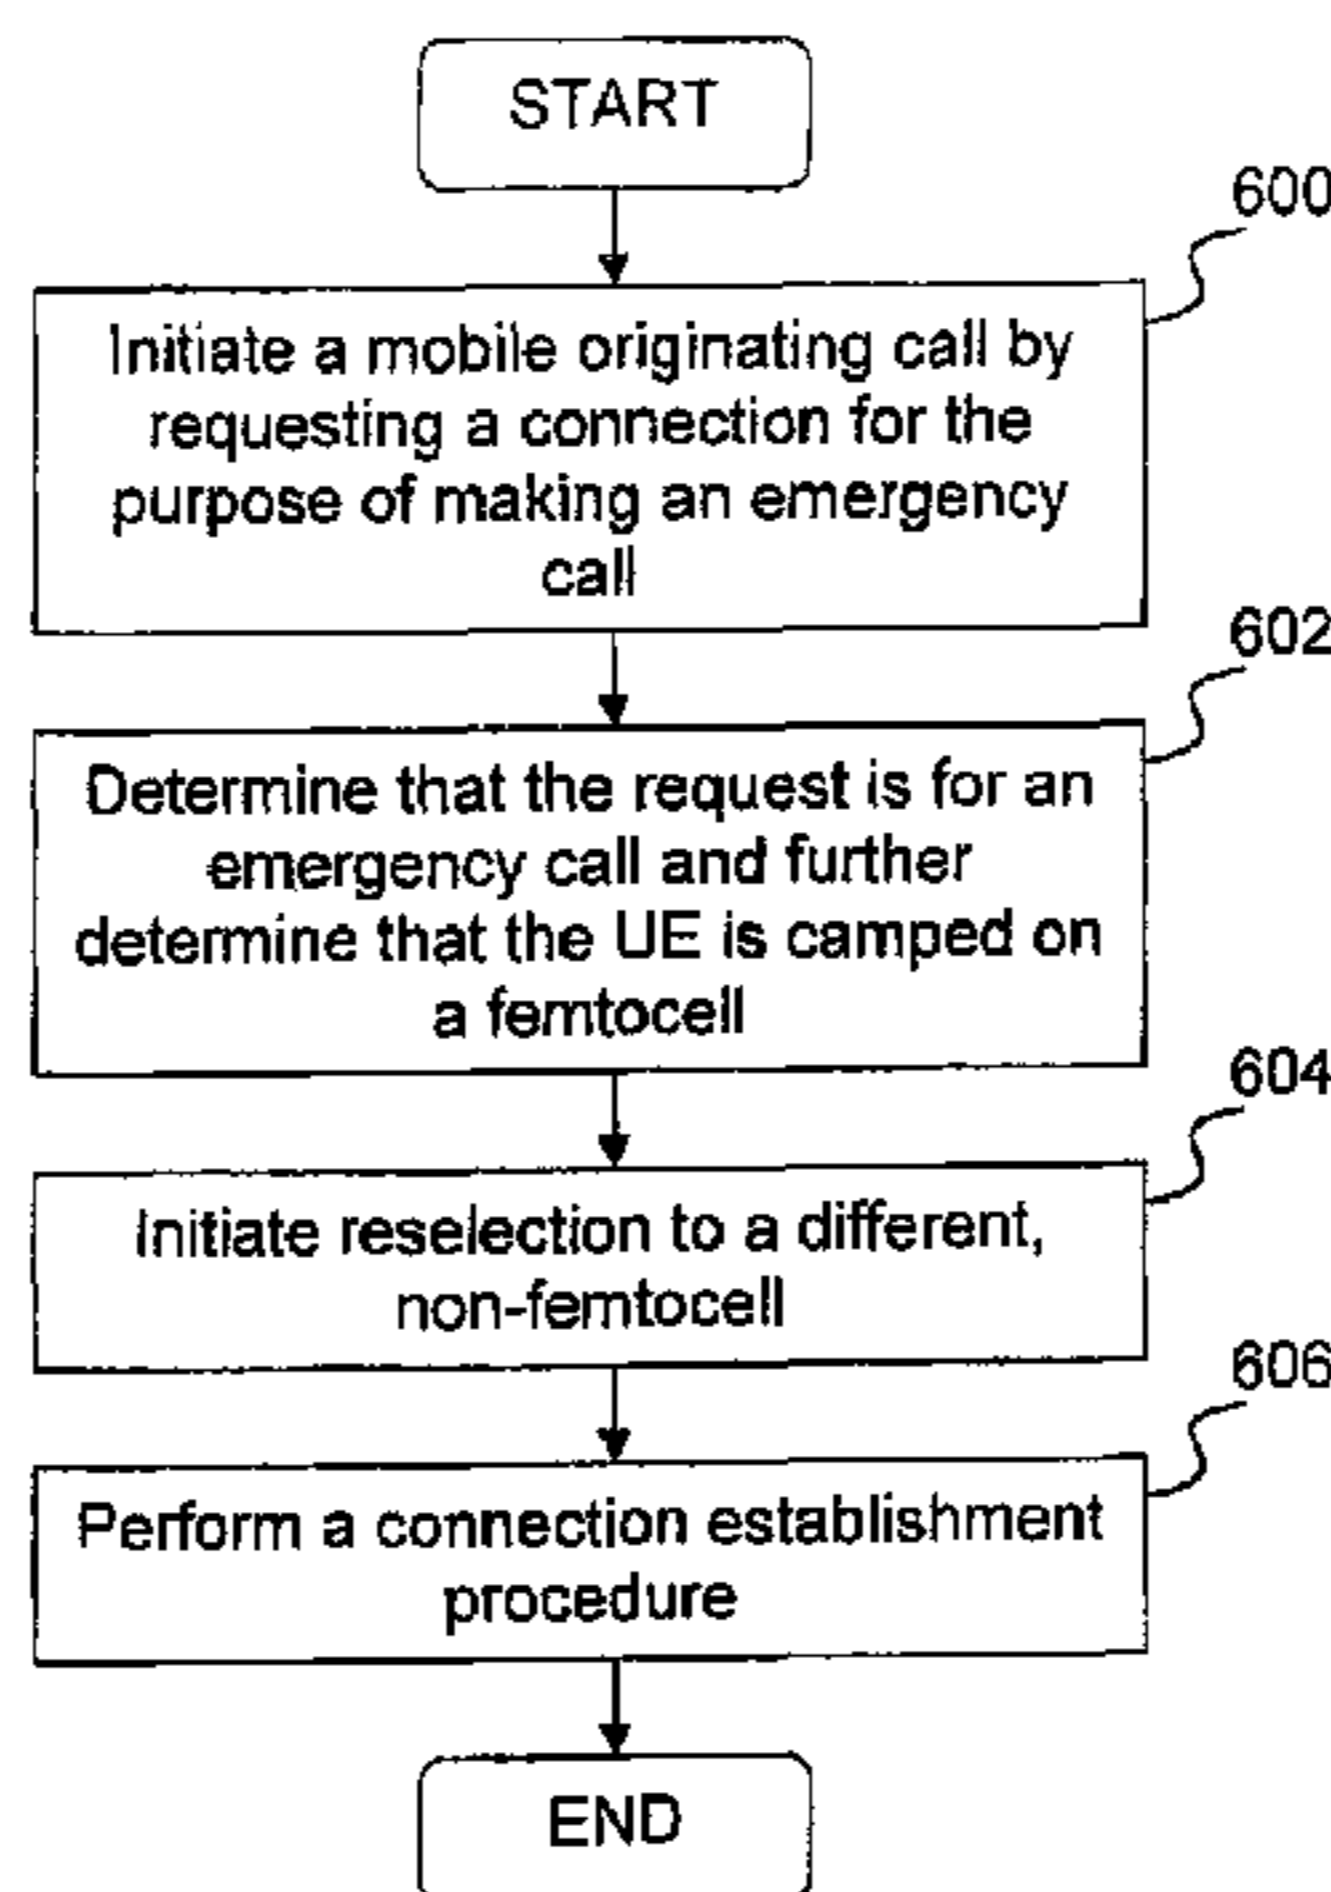 START
600
Initiate a mobile originating call by
requesting a connection for the
purpose of making an emergency
call
602
Determine that the request is for an
emergency call and further
determine that the UE is camped on
a femtocell
604
Initiate reselection to a different,
non-femtocell
606
Perform a connection establishment
procedure
END